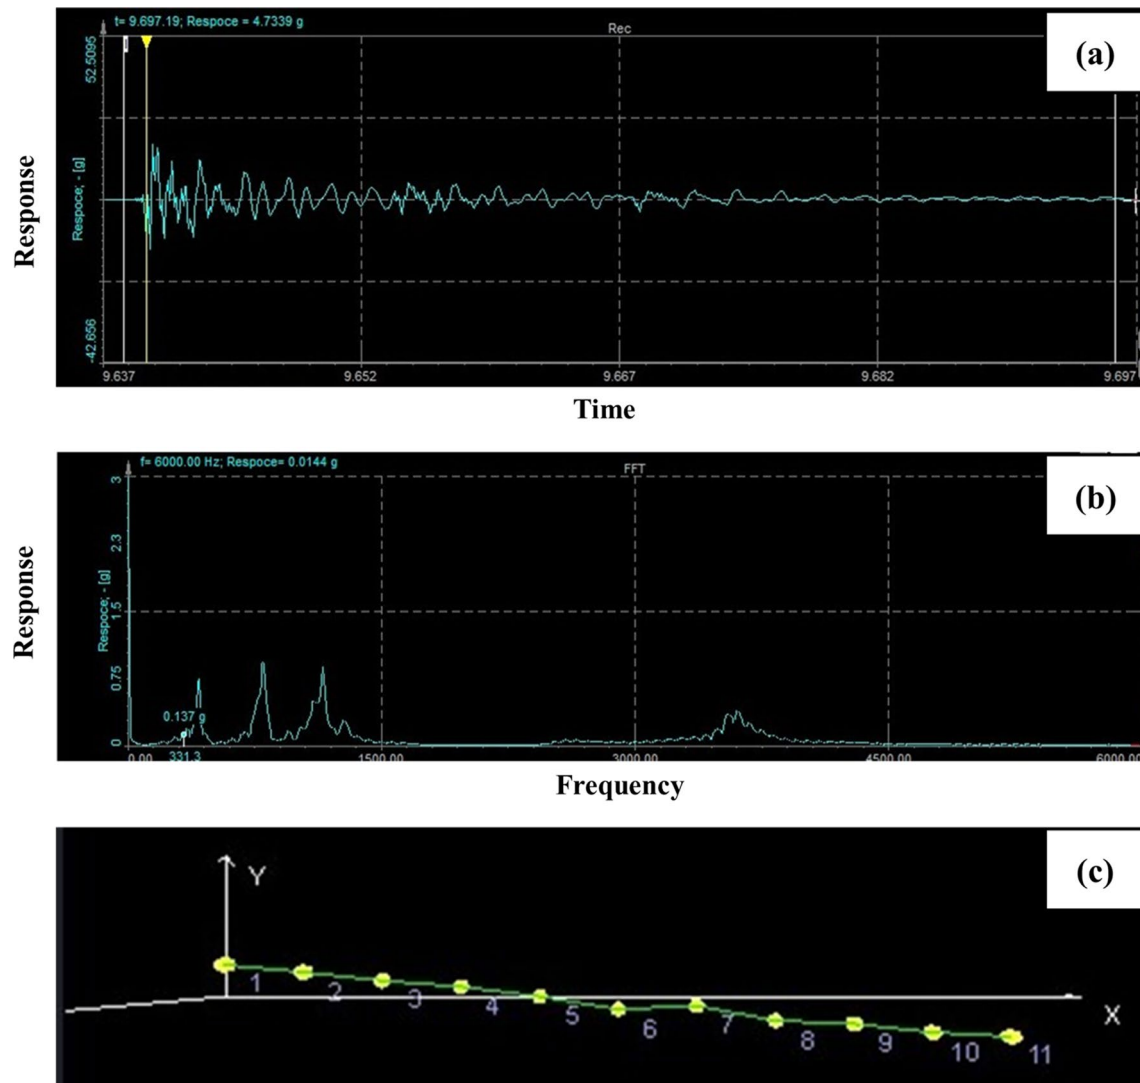 t= 9.697.19; Respoce = 4.7339 g
Rec
(a)
52.5095
Respoce; - [g]
-42.656
Response
9.637 9.652 9.667 9.682 9.697
Time
f= 6000.00 Hz; Respoce= 0.0144 g
FFT
(b)
3
2.3
1.5
0.75
0
Respoce; - [g]
Response
0.137 g
331.3
0.00 1500.00 3000.00 4500.00 6000.00
Frequency
(c)
Y
X
1 2 3 4 5 6 7 8 9 10 11